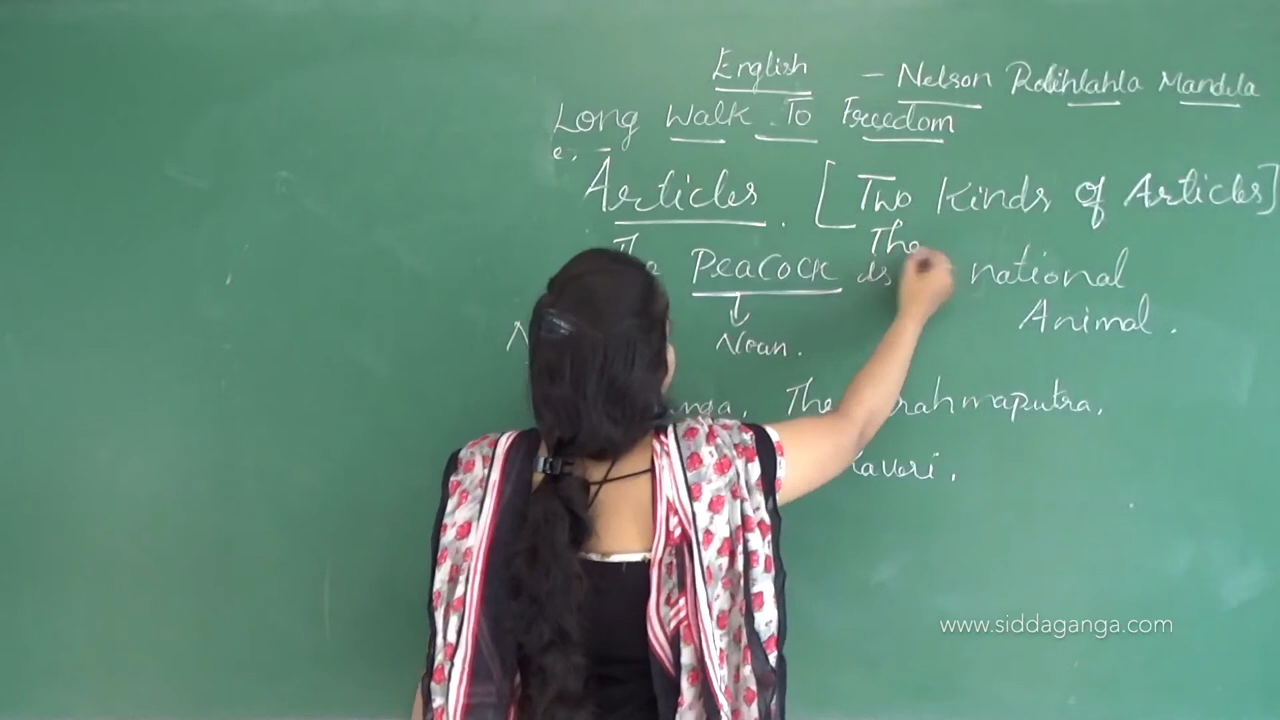 English - Nelson Rolihlahla Mandela
Long Walk To Freedom
Articles. [Two Kinds of Articles]
The
Peacock is national
Animal.
Noun.
The Brahmaputra,
Kaveri.
www.siddaganga.com